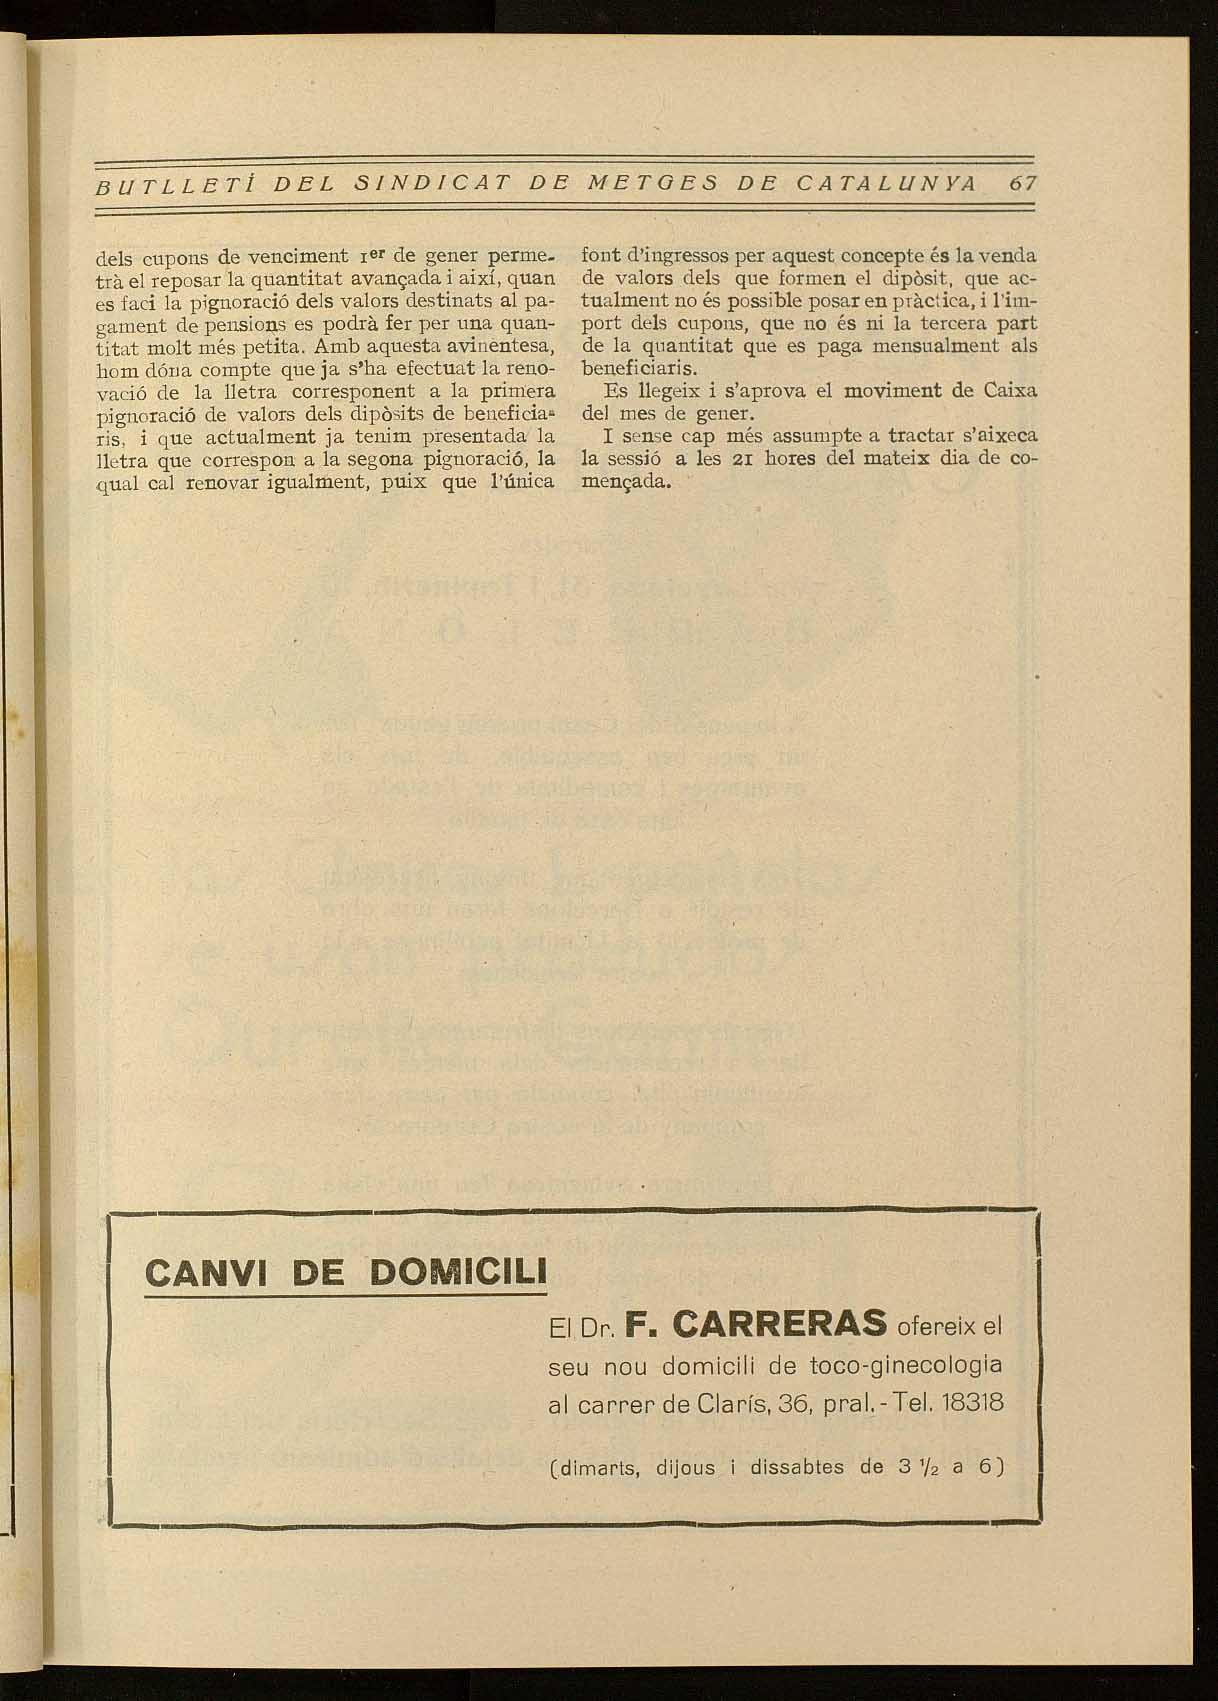 BUTLLETÍ DEL SINDICAT DE METGES DE CATALUNYA 67
dels cupons de venciment 1er de gener perme-
trà el reposar la quantitat avançada i així, quan
es faci la pignoració dels valors destinats al pa-
gament de pensions es podrà fer per una quan-
titat molt més petita. Amb aquesta avinentesa,
hom dóna compte que ja s'ha efectuat la reno-
vació de la lletra corresponent a la primera
pignoració de valors dels dipòsits de beneficia-
ris, i que actualment ja tenim presentada la
lletra que correspon a la segona pignoració, la
qual cal renovar igualment, puix que l'única
font d'ingressos per aquest concepte és la venda
de valors dels que formen el dipòsit, que ac-
tualment no és possible posar en pràctica, i l'im-
port dels cupons, que no és ni la tercera part
de la quantitat que es paga mensualment als
beneficiaris.
Es llegeix i s'aprova el moviment de Caixa
del mes de gener.
I sense cap més assumpte a tractar s'aixeca
la sessió a les 21 hores del mateix dia de co-
mençada.
CANVI DE DOMICILI
El Dr. F. CARRERAS ofereix el
seu nou domicili de toco-ginecologia
al carrer de Clarís, 36, pral. - Tel. 18318
(dimarts, dijous i dissabtes de 3 1/2 a 6)